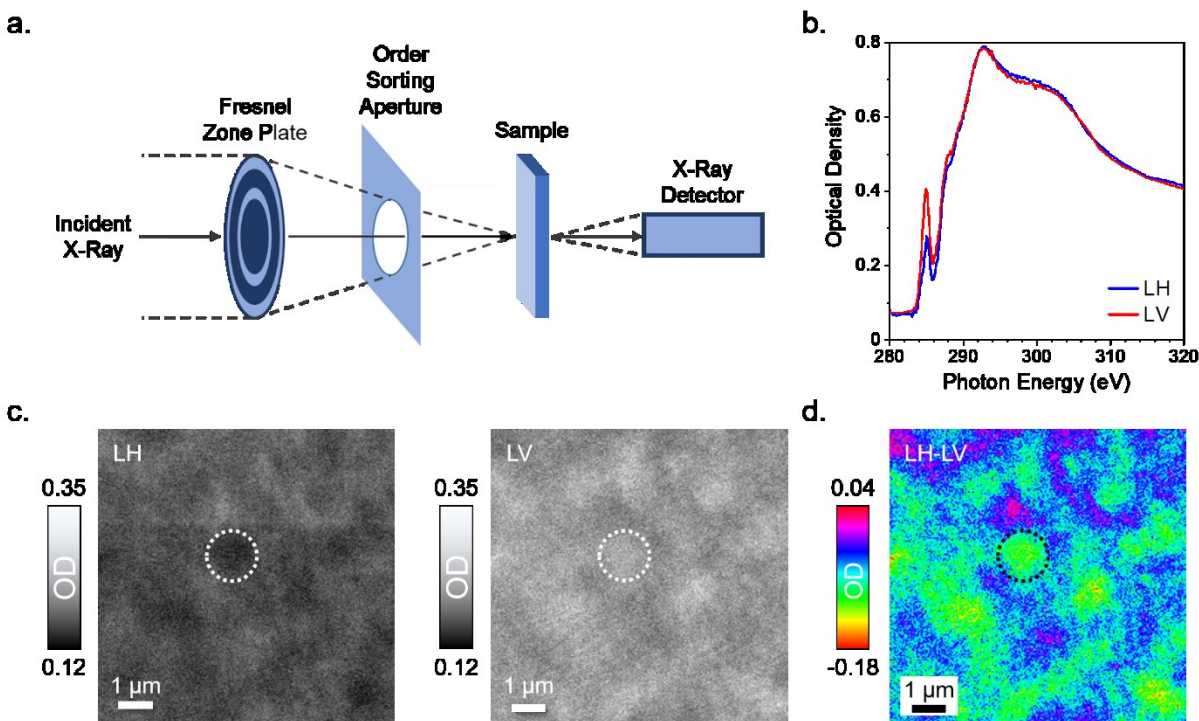 a.
Order
Sorting
Aperture
Fresnel
Zone Plate
Sample
X-Ray
Detector
Incident
X-Ray
b.
Optical Density
0.8
0.6
0.4
0.2
0
LH
LV
280 290 300 310 320
Photon Energy (eV)
c.
LH
0.35
OD
0.12
1 µm
LV
0.35
OD
0.12
1 µm
d.
LH-LV
0.04
OD
-0.18
1 µm